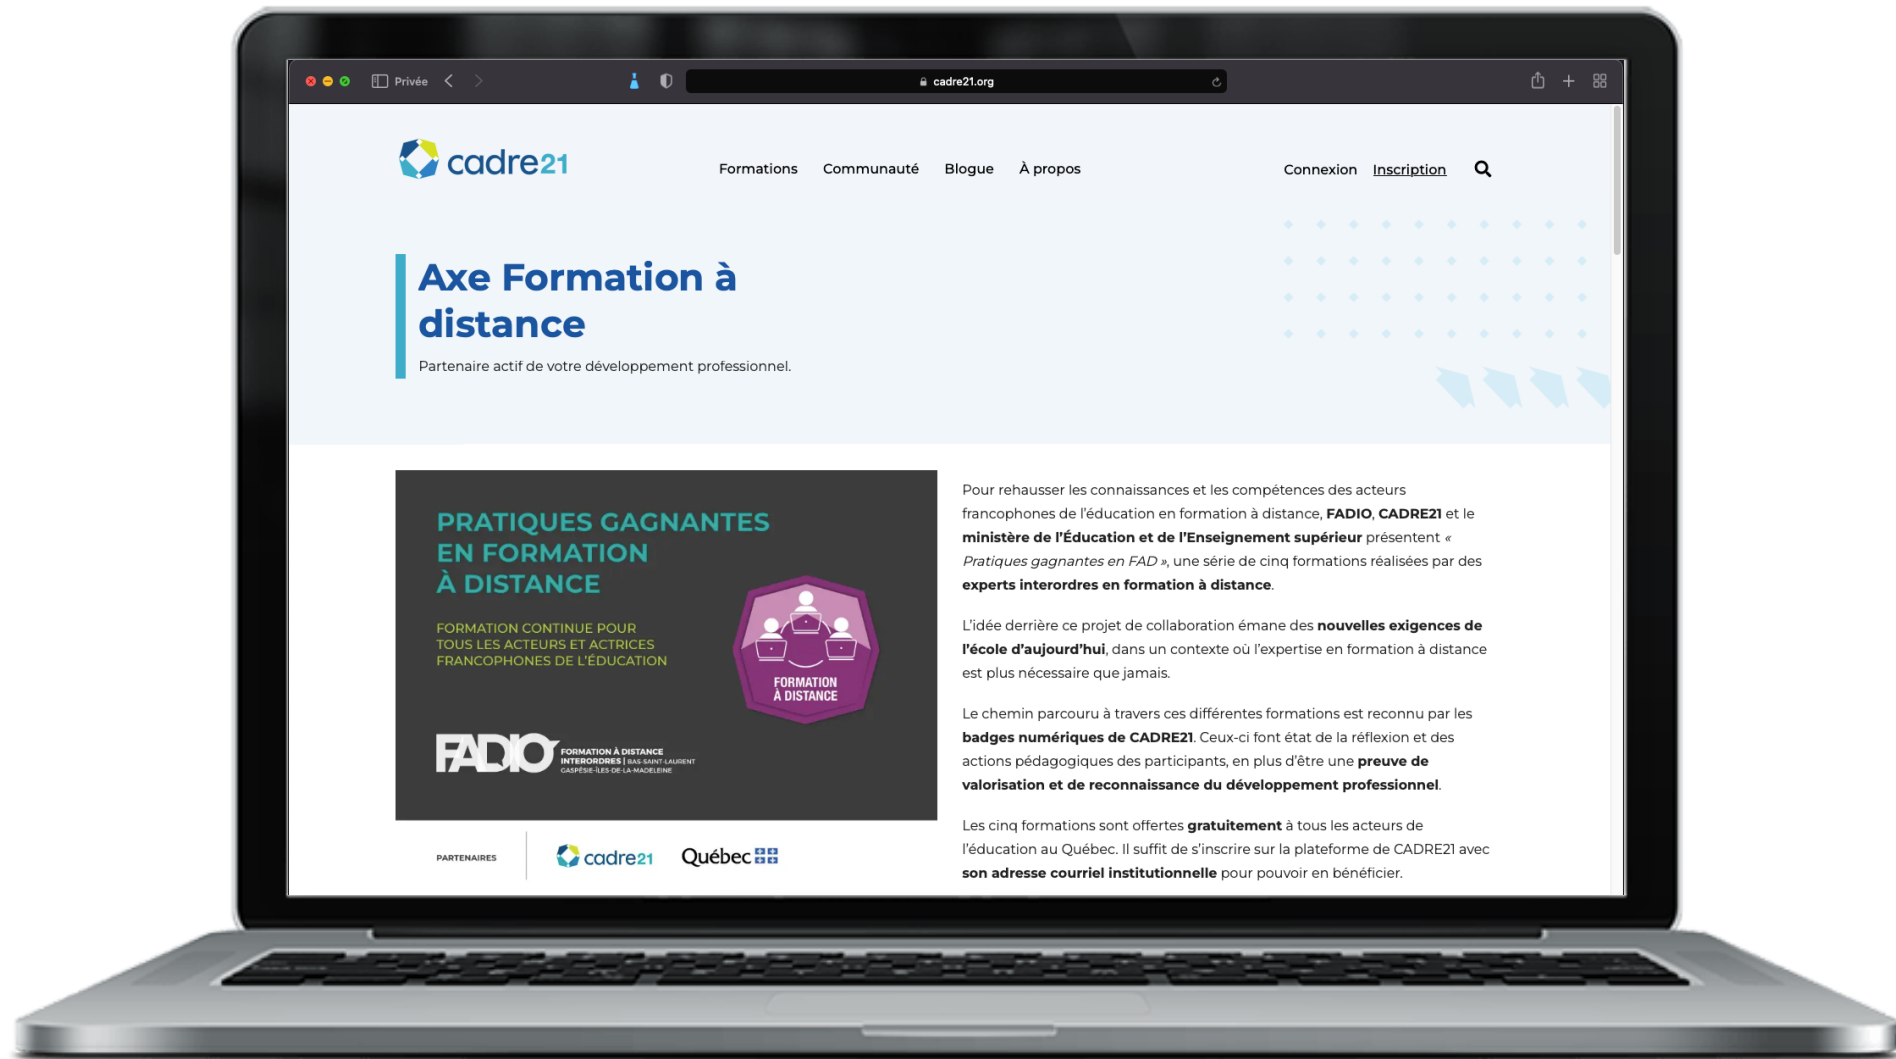 Privée
cadre21.org
cadre21
Formations Communauté Blogue À propos
Connexion Inscription
Axe Formation à
distance
Partenaire actif de votre développement professionnel.
PRATIQUES GAGNANTES
EN FORMATION
À DISTANCE
FORMATION CONTINUE POUR
TOUS LES ACTEURS ET ACTRICES
FRANCOPHONES DE L'ÉDUCATION
FORMATION
À DISTANCE
FADIO
FORMATION À DISTANCE
INTERORDRES | BAS-SAINT-LAURENT
GASPÉSIE-ÎLES-DE-LA-MADELEINE
PARTENAIRES
cadre21
Québec
Pour rehausser les connaissances et les compétences des acteurs
francophones de l'éducation en formation à distance, FADIO, CADRE21 et le
ministère de l'Éducation et de l'Enseignement supérieur présentent «
Pratiques gagnantes en FAD », une série de cinq formations réalisées par des
experts interordres en formation à distance.
L'idée derrière ce projet de collaboration émane des nouvelles exigences de
l'école d'aujourd'hui, dans un contexte où l'expertise en formation à distance
est plus nécessaire que jamais.
Le chemin parcouru à travers ces différentes formations est reconnu par les
badges numériques de CADRE21. Ceux-ci font état de la réflexion et des
actions pédagogiques des participants, en plus d'être une preuve de
valorisation et de reconnaissance du développement professionnel.
Les cinq formations sont offertes gratuitement à tous les acteurs de
l'éducation au Québec. Il suffit de s'inscrire sur la plateforme de CADRE21 avec
son adresse courriel institutionnelle pour pouvoir en bénéficier.